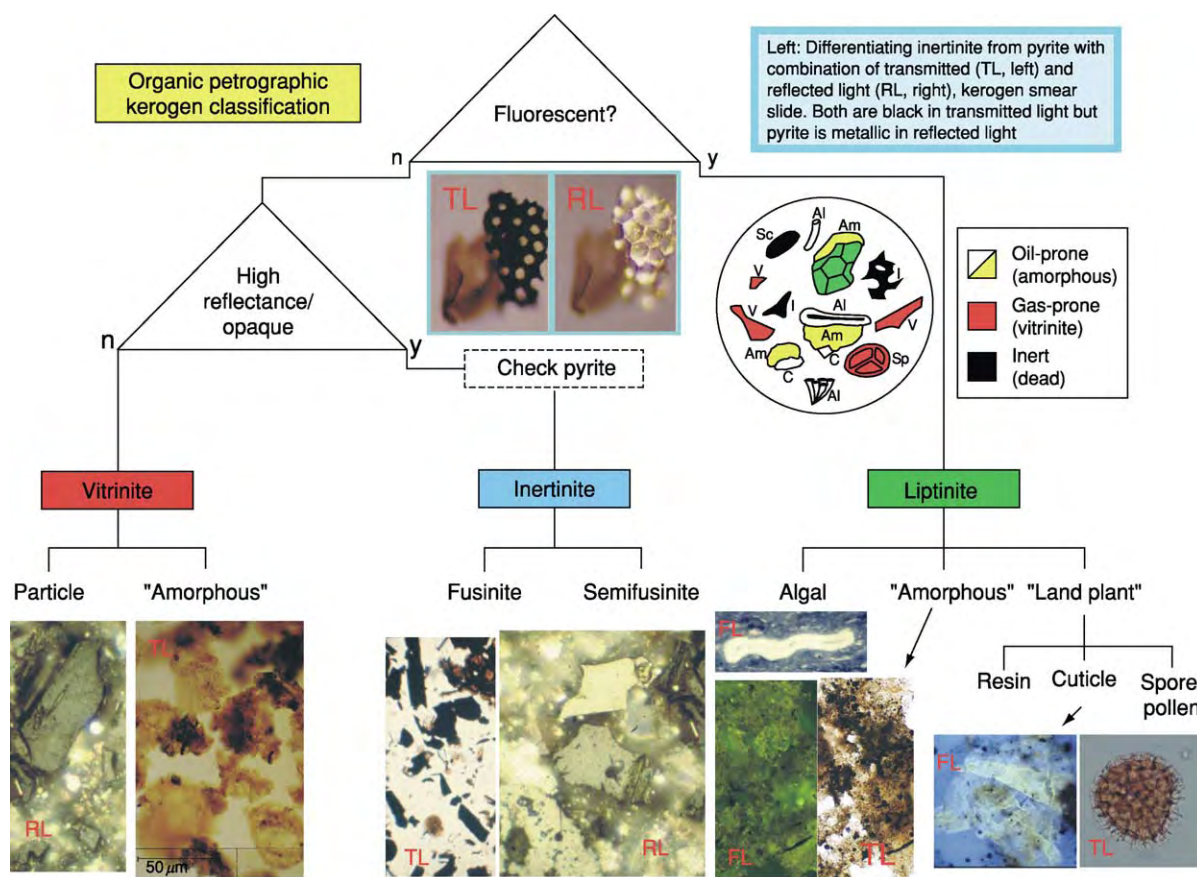 Organic petrographic
kerogen classification
Fluorescent?
Left: Differentiating inertinite from pyrite with
combination of transmitted (TL, left) and
reflected light (RL, right), kerogen smear
slide. Both are black in transmitted light but
pyrite is metallic in reflected light
n
y
TL
RL
High
reflectance/
opaque
n
y
Check pyrite
Al
Sc
Am
V
I
I
Al
V
V
Am
Am
C
C
Sp
Al
Oil-prone
(amorphous)
Gas-prone
(vitrinite)
Inert
(dead)
Vitrinite
Inertinite
Liptinite
Particle
"Amorphous"
Fusinite
Semifusinite
Algal
"Amorphous"
"Land plant"
Resin
Cuticle
Spore/
pollen
RL
TL
50 μm
TL
RL
FL
FL
TL
FL
TL